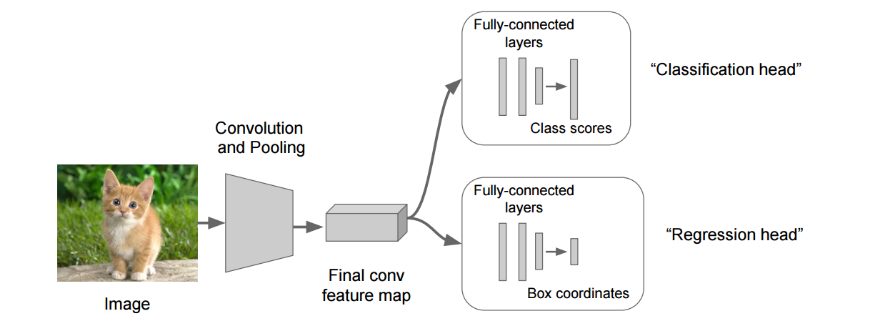 Image
Convolution
and Pooling
Final conv
feature map
Fully-connected
layers
Class scores
“Classification head”
Fully-connected
layers
Box coordinates
“Regression head”